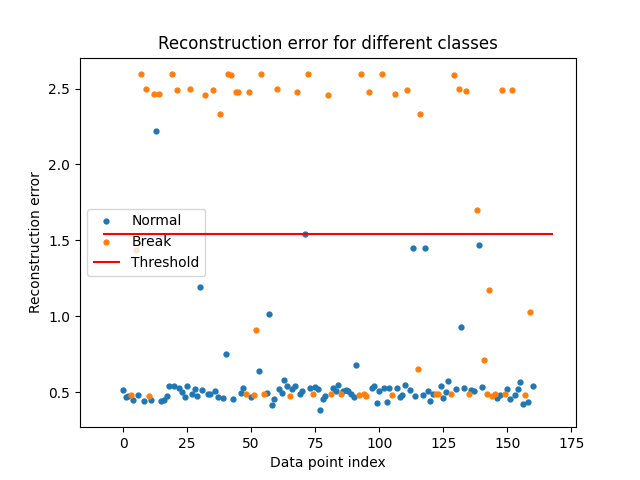 Reconstruction error for different classes
Reconstruction error
2.5
2.0
1.5
1.0
0.5
Normal
Break
Threshold
0 25 50 75 100 125 150 175
Data point index